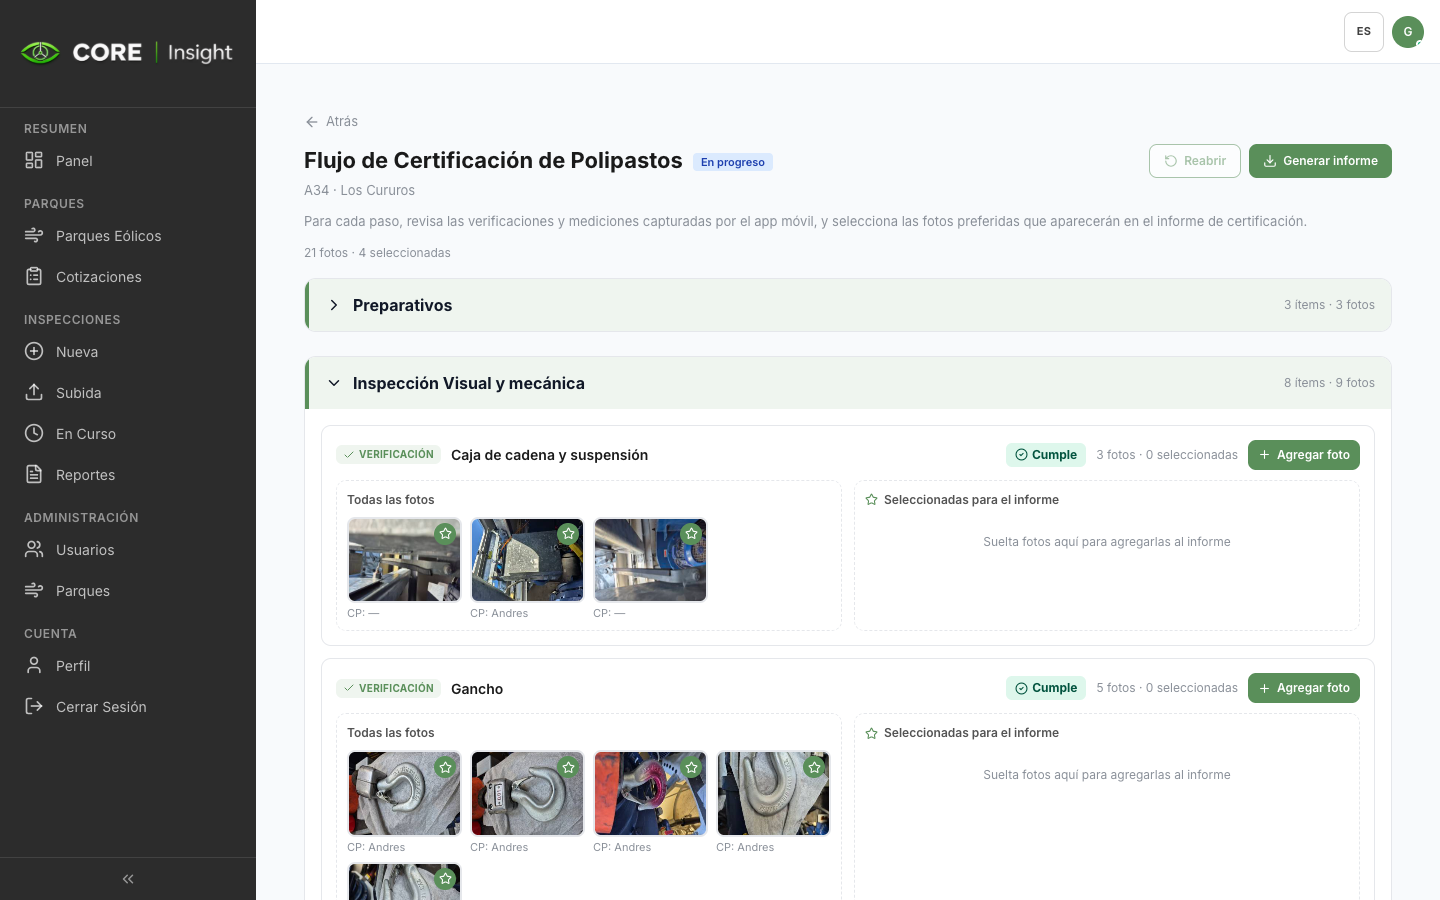 CORE | Insight
RESUMEN
Panel
PARQUES
Parques Eólicos
Cotizaciones
INSPECCIONES
Nueva
Subida
En Curso
Reportes
ADMINISTRACIÓN
Usuarios
Parques
CUENTA
Perfil
Cerrar Sesión
ES
G
Atrás
Flujo de Certificación de Polipastos En progreso
Reabrir
Generar informe
A34 · Los Cururos
Para cada paso, revisa las verificaciones y mediciones capturadas por el app móvil, y selecciona las fotos preferidas que aparecerán en el informe de certificación.
21 fotos · 4 seleccionadas
Preparativos
3 ítems · 3 fotos
Inspección Visual y mecánica
8 ítems · 9 fotos
VERIFICACIÓN Caja de cadena y suspensión
Cumple 3 fotos · 0 seleccionadas
Agregar foto
Todas las fotos
CP: —
CP: Andres
CP: —
Seleccionadas para el informe
Suelta fotos aquí para agregarlas al informe
VERIFICACIÓN Gancho
Cumple 5 fotos · 0 seleccionadas
Agregar foto
Todas las fotos
CP: Andres
CP: Andres
CP: Andres
CP: Andres
Seleccionadas para el informe
Suelta fotos aquí para agregarlas al informe